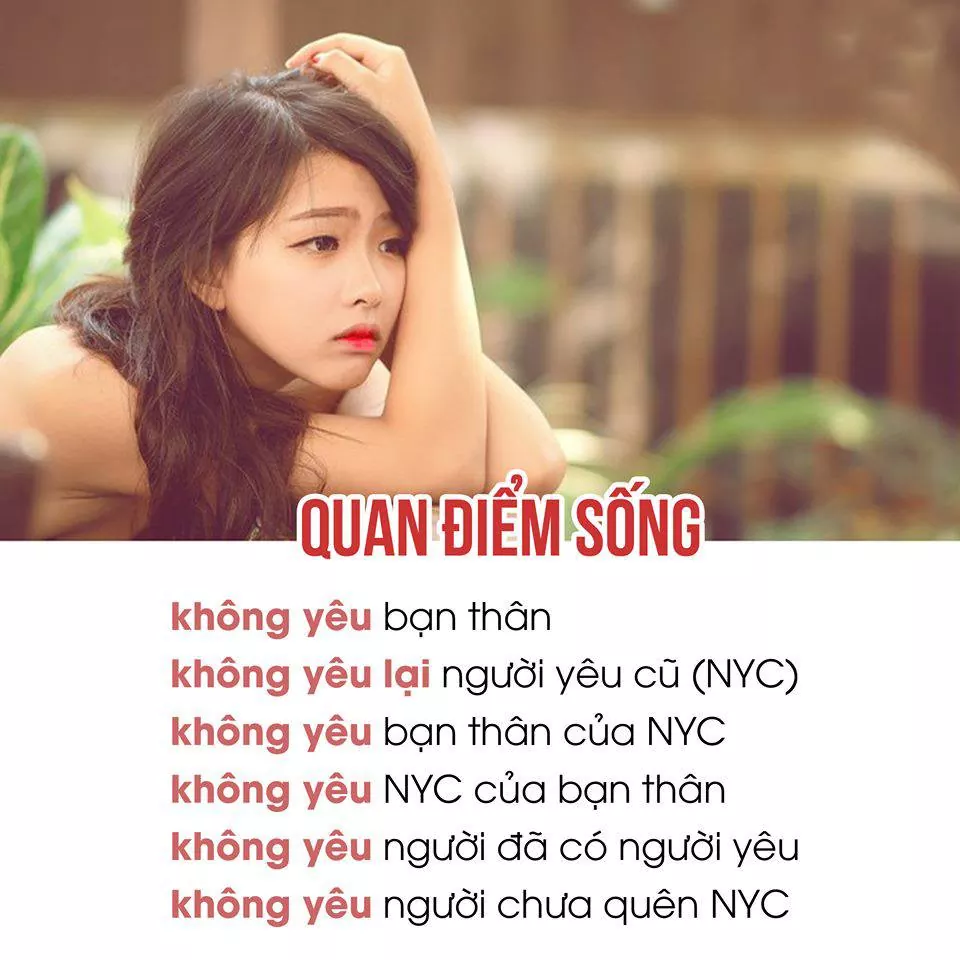 QUAN ĐIỂM SỐNG
không yêu bạn thân
không yêu lại người yêu cũ (NYC)
không yêu bạn thân của NYC
không yêu NYC của bạn thân
không yêu người đã có người yêu
không yêu người chưa quên NYC